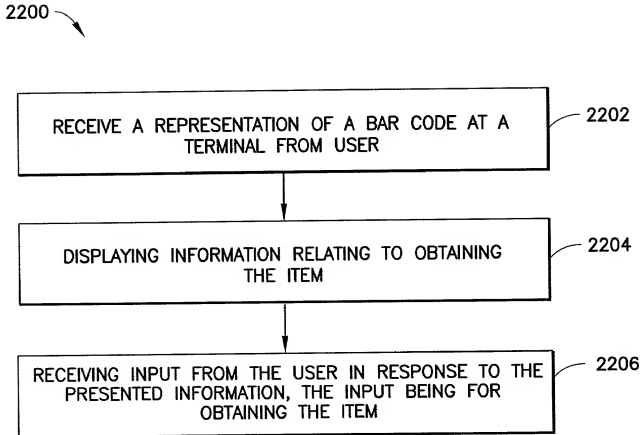 2200
RECEIVE A REPRESENTATION OF A BAR CODE AT A
TERMINAL FROM USER
2202
DISPLAYING INFORMATION RELATING TO OBTAINING
THE ITEM
2204
RECEIVING INPUT FROM THE USER IN RESPONSE TO THE
PRESENTED INFORMATION, THE INPUT BEING FOR
OBTAINING THE ITEM
2206